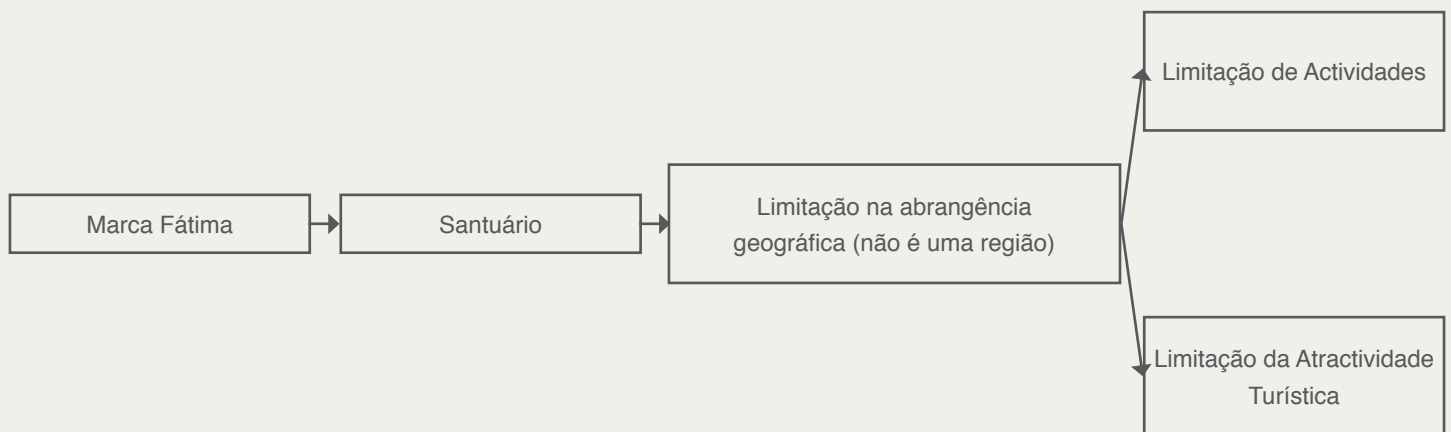 Marca Fátima
Santuário
Limitação na abrangência
geográfica (não é uma região)
Limitação de Actividades
Limitação da Atractividade
Turística